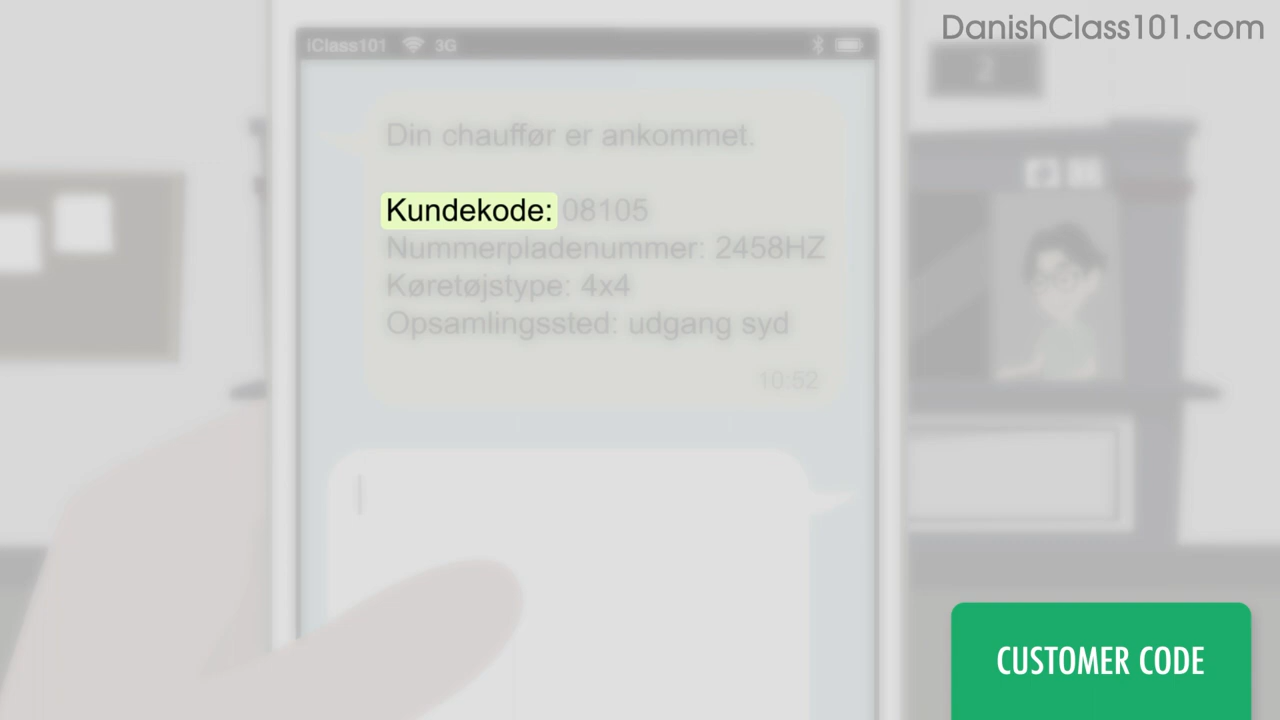 DanishClass101.com
iClass101 3G
2
Din chauffør er ankommet.
Kundekode: 08105
Nummerpladenummer: 2458HZ
Køretøjstype: 4x4
Opsamlingssted: udgang syd
10:52
CUSTOMER CODE